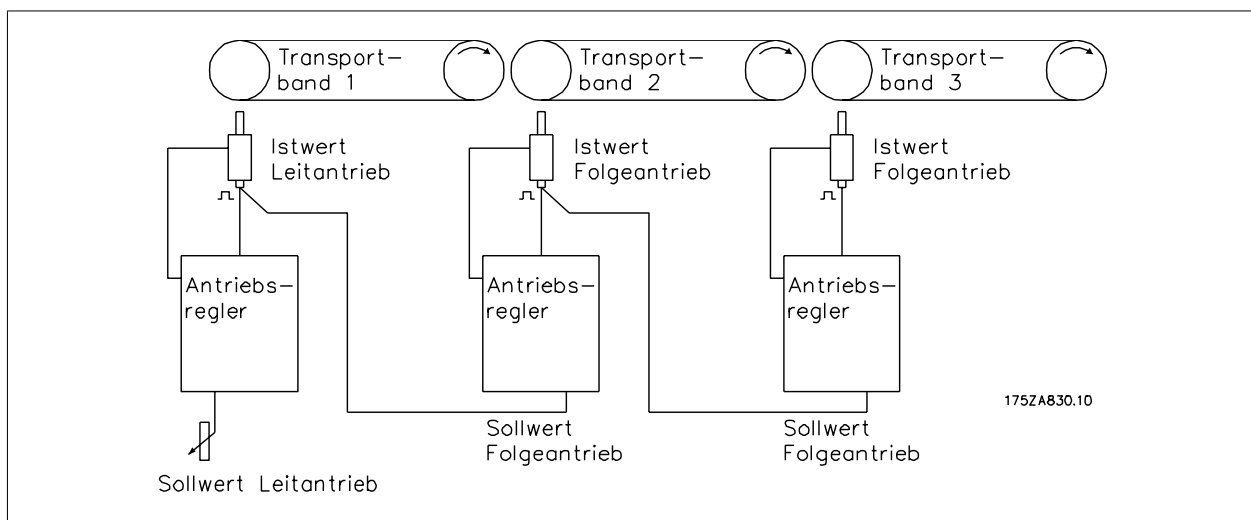 Transport-
band 1
Transport-
band 2
Transport-
band 3
Istwert
Leitantrieb
Istwert
Folgeantrieb
Istwert
Folgeantrieb
Antriebs-
regler
Antriebs-
regler
Antriebs-
regler
175ZA830.10
Sollwert
Folgeantrieb
Sollwert
Folgeantrieb
Sollwert Leitantrieb